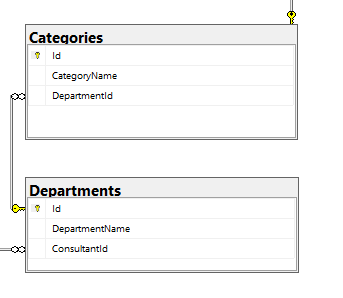 Categories
Id
CategoryName
DepartmentId
Departments
Id
DepartmentName
ConsultantId